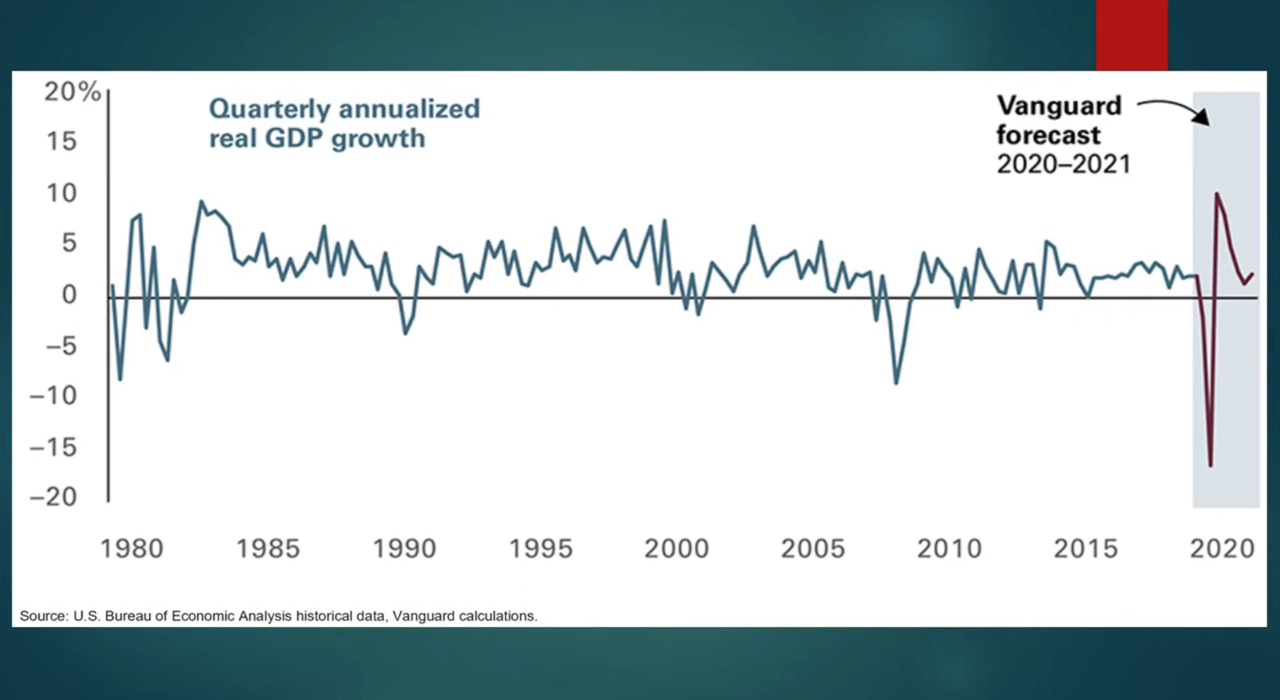 20%
Quarterly annualized
real GDP growth
Vanguard
forecast
2020–2021
15
10
5
0
–5
–10
–15
–20
1980 1985 1990 1995 2000 2005 2010 2015 2020
Source: U.S. Bureau of Economic Analysis historical data, Vanguard calculations.